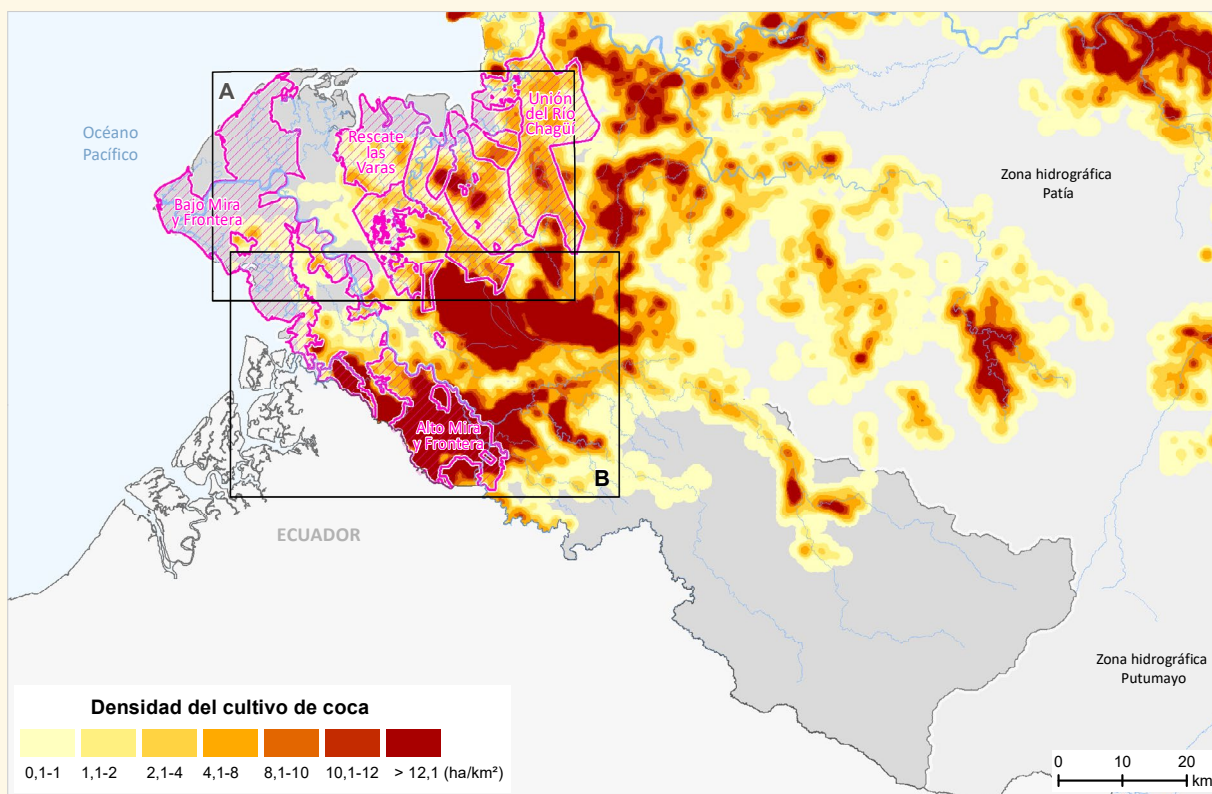 A
Océano
Pacífico
Unión
del Río
Chagüí
Rescate
las
Varas
Bajo Mira
y Frontera
Zona hidrográfica
Patía
Alto Mira
y Frontera
B
ECUADOR
Zona hidrográfica
Putumayo
Densidad del cultivo de coca
0,1-1 1,1-2 2,1-4 4,1-8 8,1-10 10,1-12 > 12,1 (ha/km²)
0 10 20
km